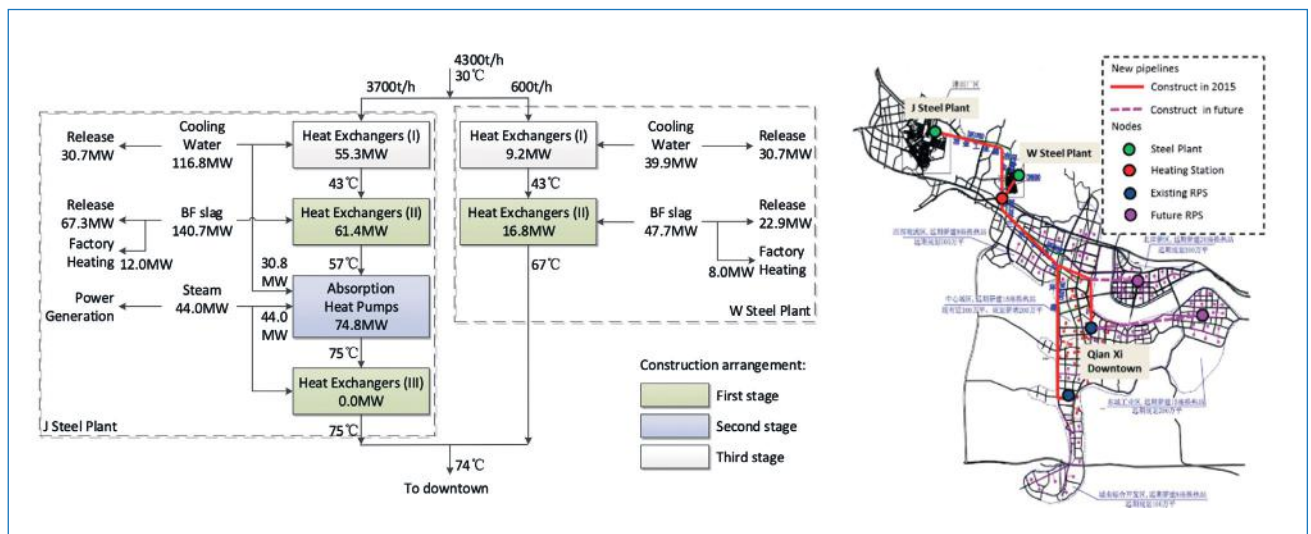 4300t/h
30℃
3700t/h
600t/h
Release
30.7MW
Cooling
Water
116.8MW
Heat Exchangers (I)
55.3MW
Heat Exchangers (I)
9.2MW
Cooling
Water
39.9MW
Release
30.7MW
43℃
43℃
Release
67.3MW
BF slag
140.7MW
Heat Exchangers (II)
61.4MW
Heat Exchangers (II)
16.8MW
BF slag
47.7MW
Release
22.9MW
Factory
Heating
12.0MW
8.0MW
Factory
Heating
30.8
MW
57℃
67℃
Power
Generation
Steam
44.0MW
44.0
MW
Absorption
Heat Pumps
74.8MW
W Steel Plant
75℃
Heat Exchangers (III)
0.0MW
J Steel Plant
75℃
74℃
To downtown
Construction arrangement:
First stage
Second stage
Third stage
New pipelines
Construct in 2015
Construct in future
Nodes
Steel Plant
Heating Station
Existing RPS
Future RPS
J Steel Plant
W Steel Plant
Qian Xi
Downtown